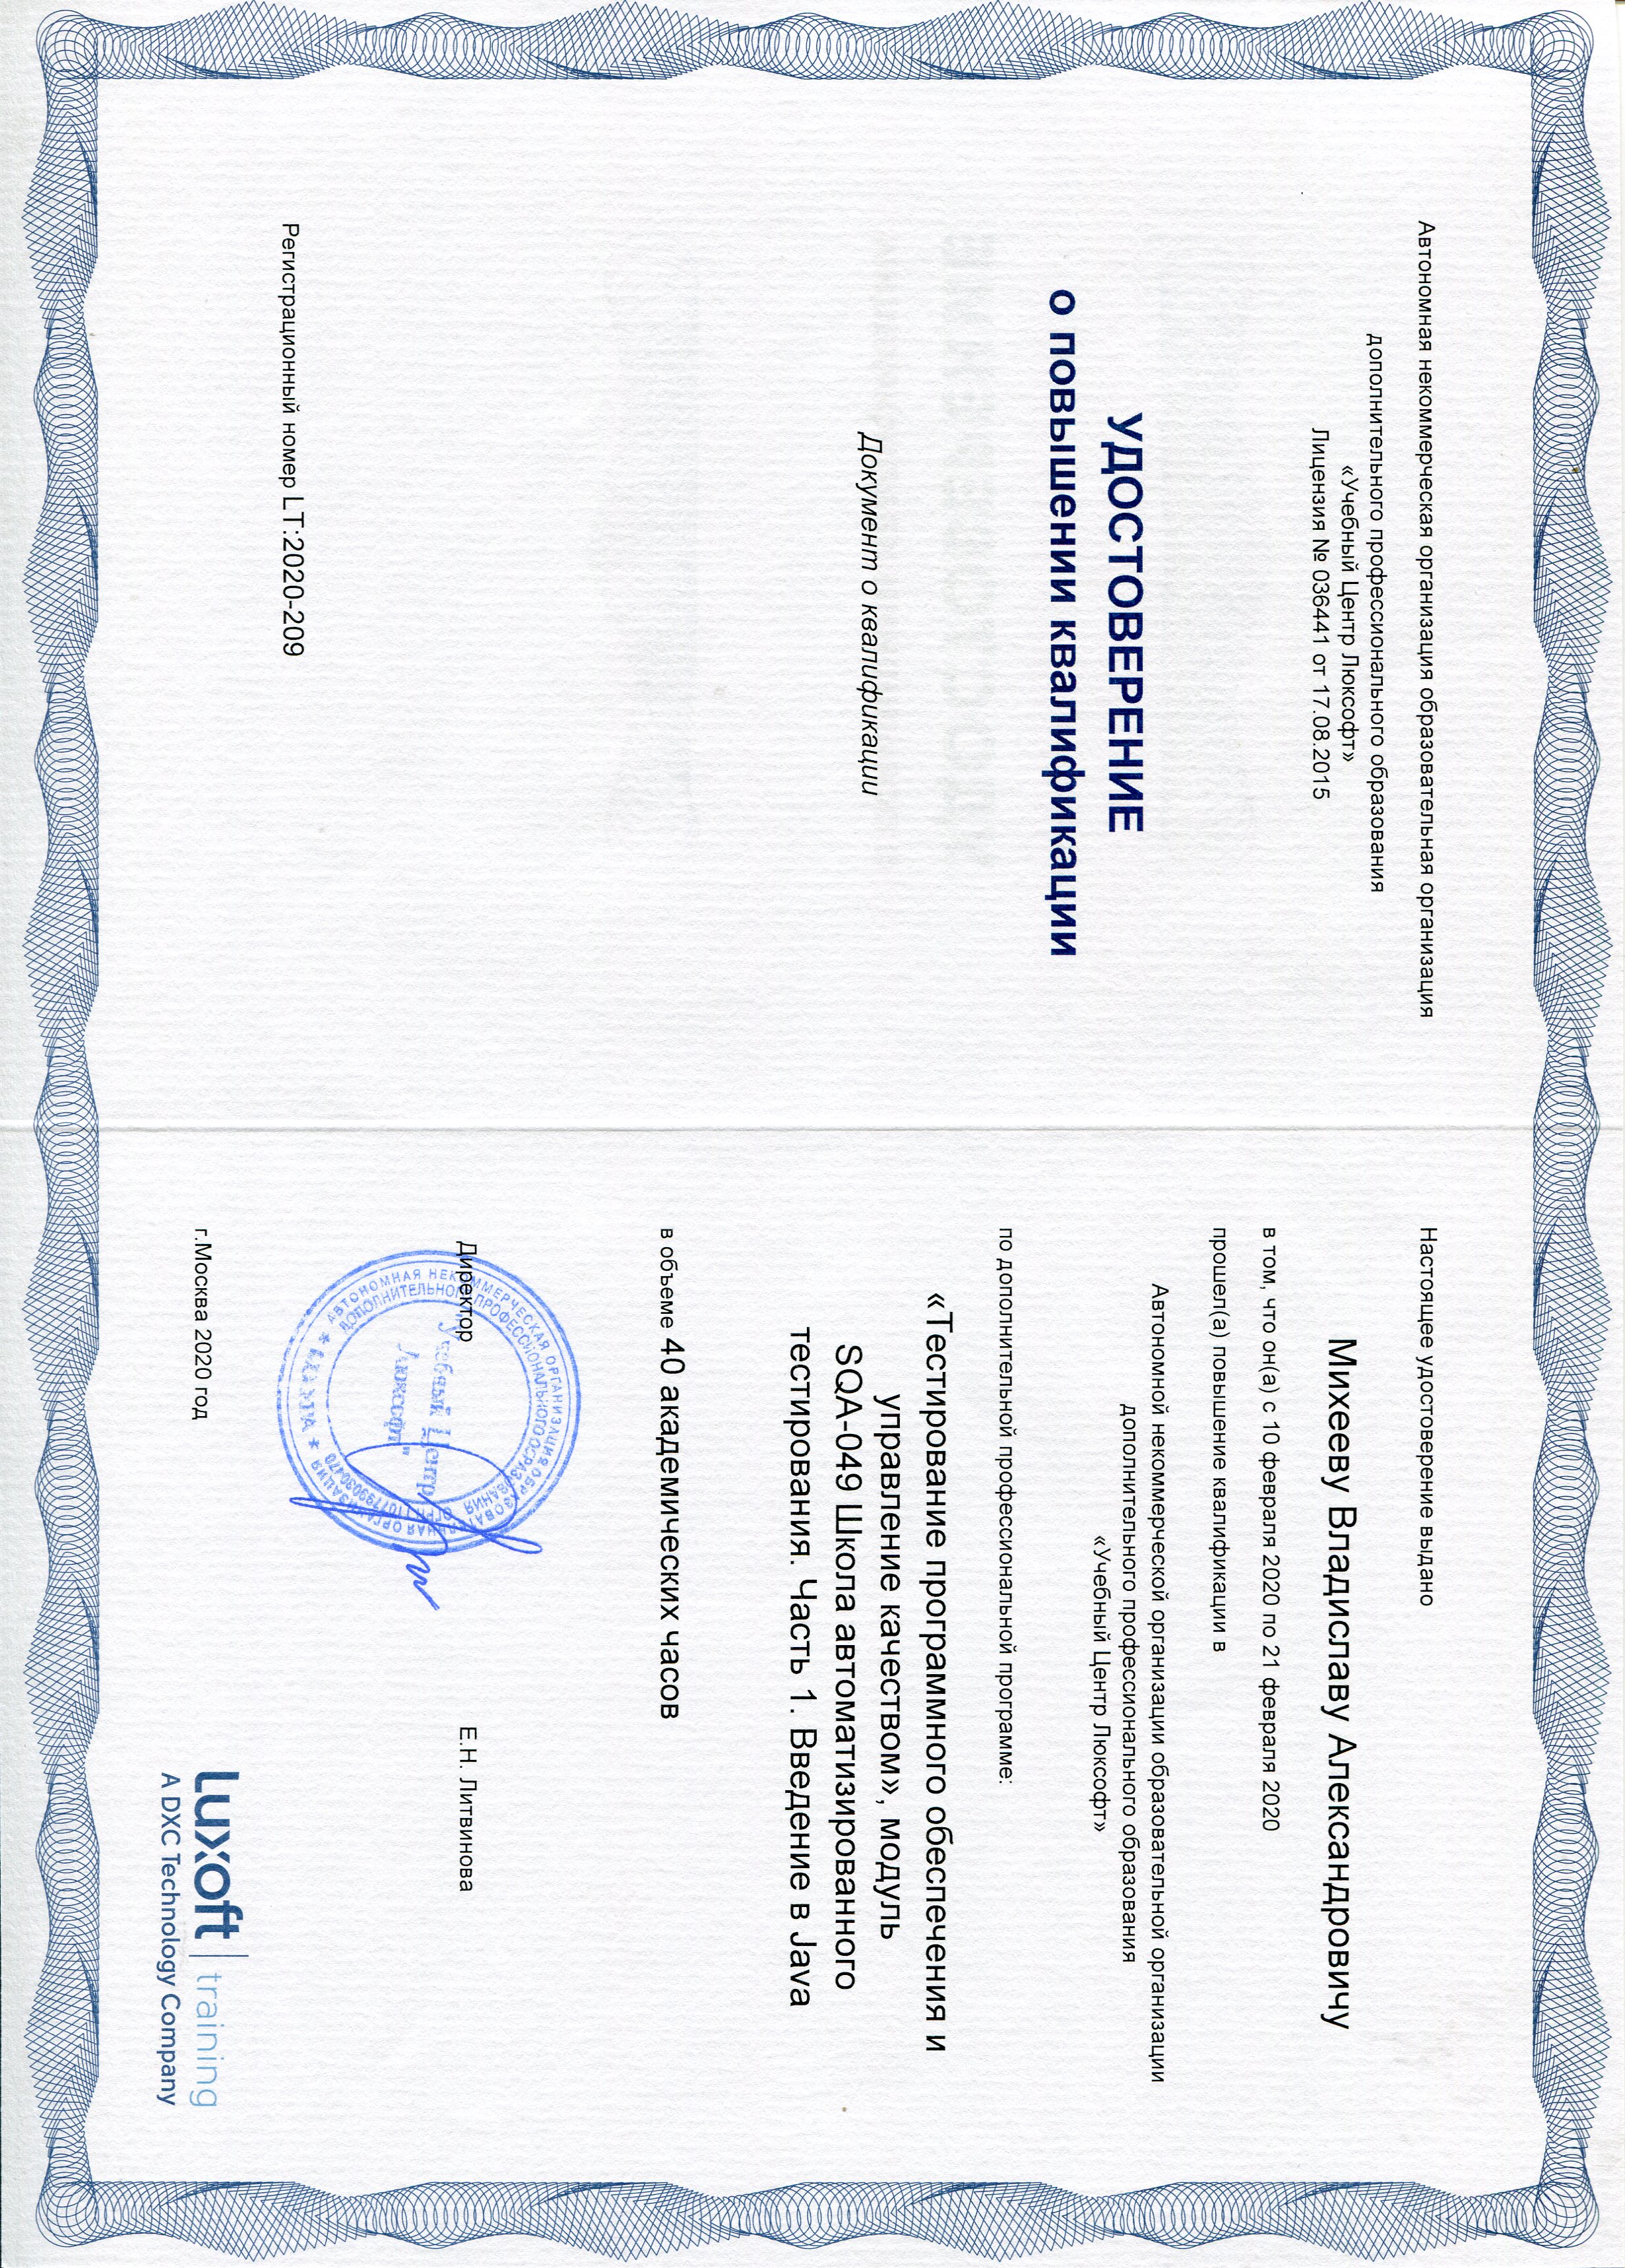 Автономная некоммерческая организация образовательная организация
дополнительного профессионального образования
«Учебный Центр Люксофт»
Лицензия № 036441 от 17.08.2015
УДОСТОВЕРЕНИЕ
о повышении квалификации
Документ о квалификации
Регистрационный номер LT:2020-209
Настоящее удостоверение выдано
Михееву Владиславу Александровичу
в том, что он(а) с 10 февраля 2020 по 21 февраля 2020
прошел(а) повышение квалификации в
Автономной некоммерческой организации образовательной организации
дополнительного профессионального образования
«Учебный Центр Люксофт»
по дополнительной профессиональной программе:
«Тестирование программного обеспечения и
управление качеством», модуль
SQA-049 Школа автоматизированного
тестирования. Часть 1. Введение в Java
в объеме 40 академических часов
Директор
Е.Н. Литвинова
АВТОНОМНАЯ НЕКОММЕРЧЕСКАЯ ОРГАНИЗАЦИЯ ОБРАЗОВАТЕЛЬНАЯ ОРГАНИЗАЦИЯ * МОСКВА *
ДОПОЛНИТЕЛЬНОГО ПРОФЕССИОНАЛЬНОГО ОБРАЗОВАНИЯ
"Учебный Центр
Люксофт"
г.Москва 2020 год
Luxoft training
A DXC Technology Company